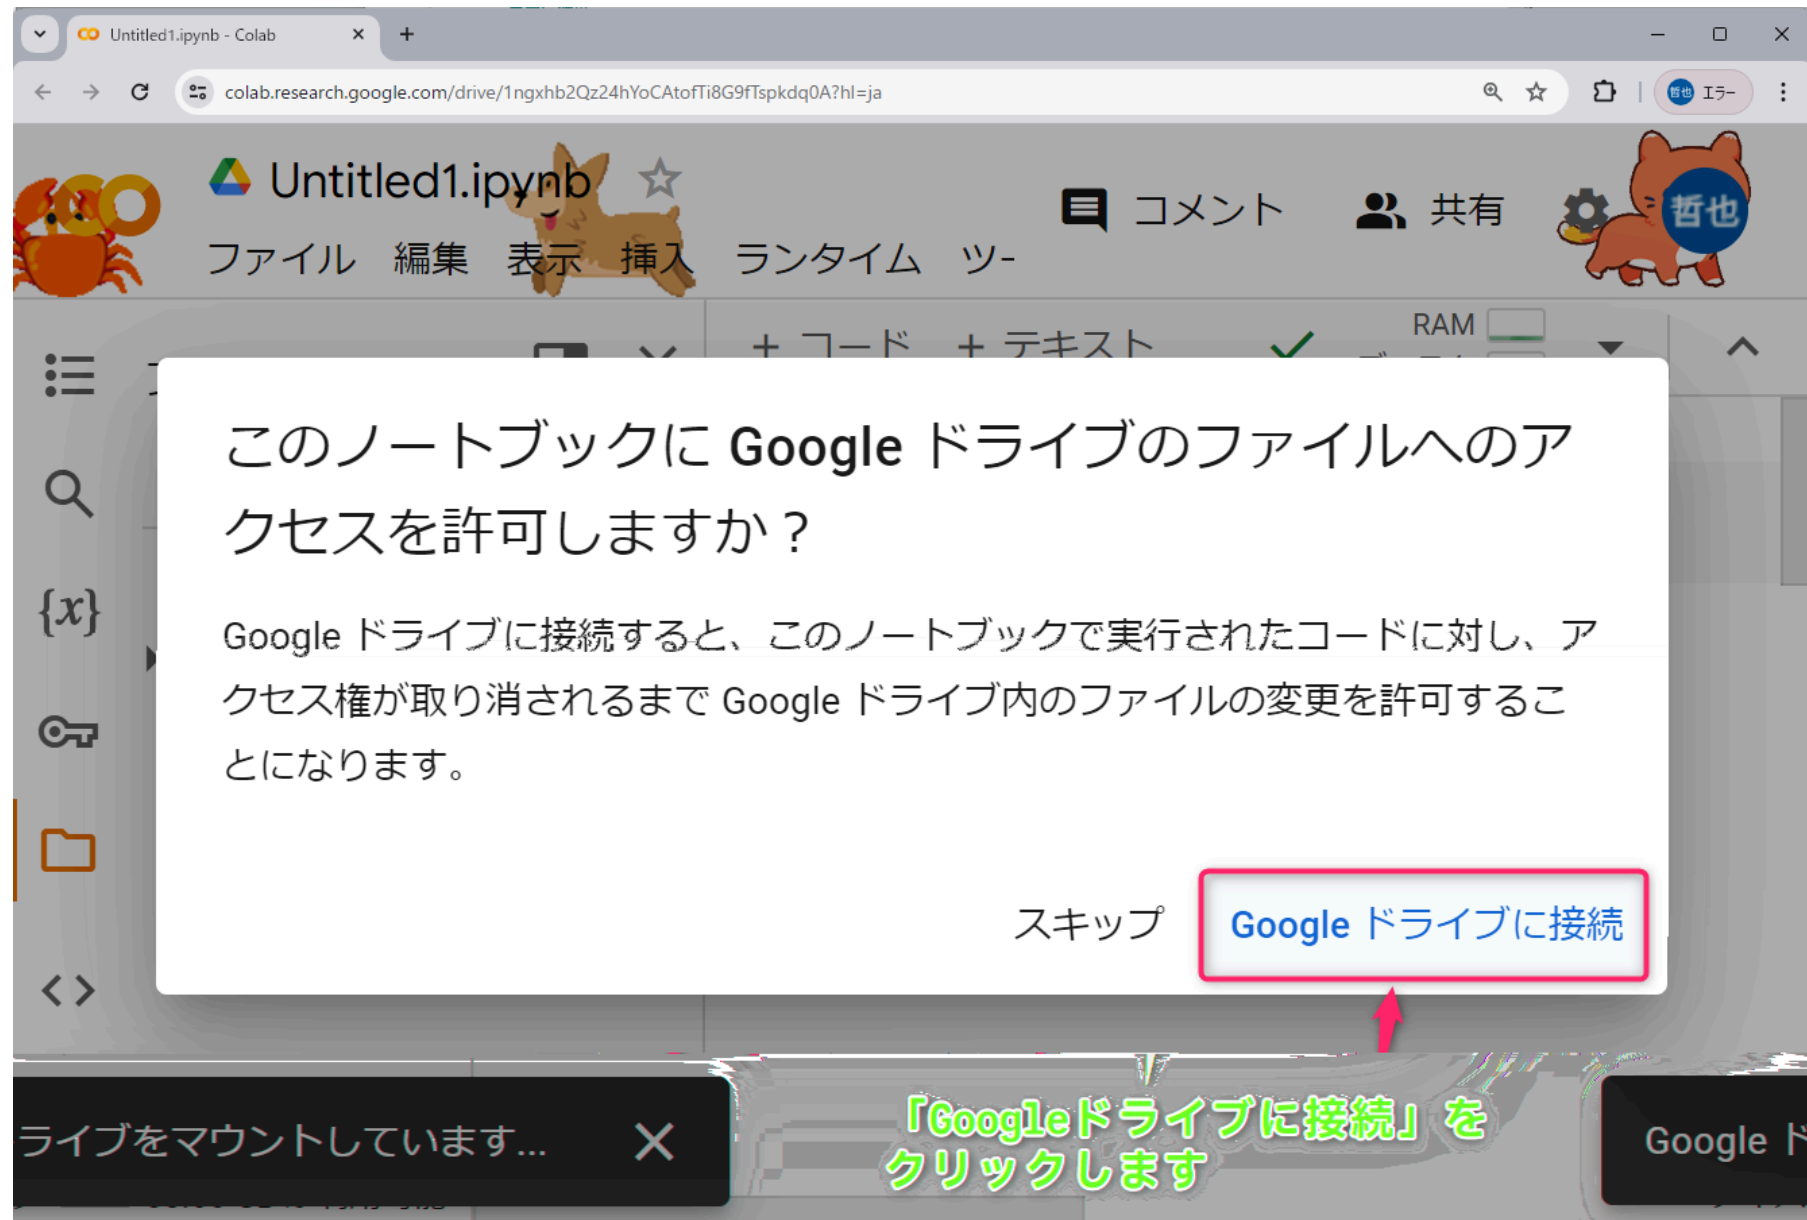 Untitled1.ipynb - Colab
colab.research.google.com/drive/1ngxhb2Qz24hYoCAtofTi8G9fTspkdq0A?hl=ja
哲也 エラー
Untitled1.ipynb
コメント 共有 哲也
ファイル 編集 表示 挿入 ランタイム ツー
+ コード + テキスト
RAM
{x}
このノートブックに Google ドライブのファイルへのア
クセスを許可しますか？
Google ドライブに接続すると、このノートブックで実行されたコードに対し、ア
クセス権が取り消されるまで Google ドライブ内のファイルの変更を許可するこ
とになります。
スキップ Google ドライブに接続
「Googleドライブに接続」を
クリックします
ライブをマウントしています...
Google ド